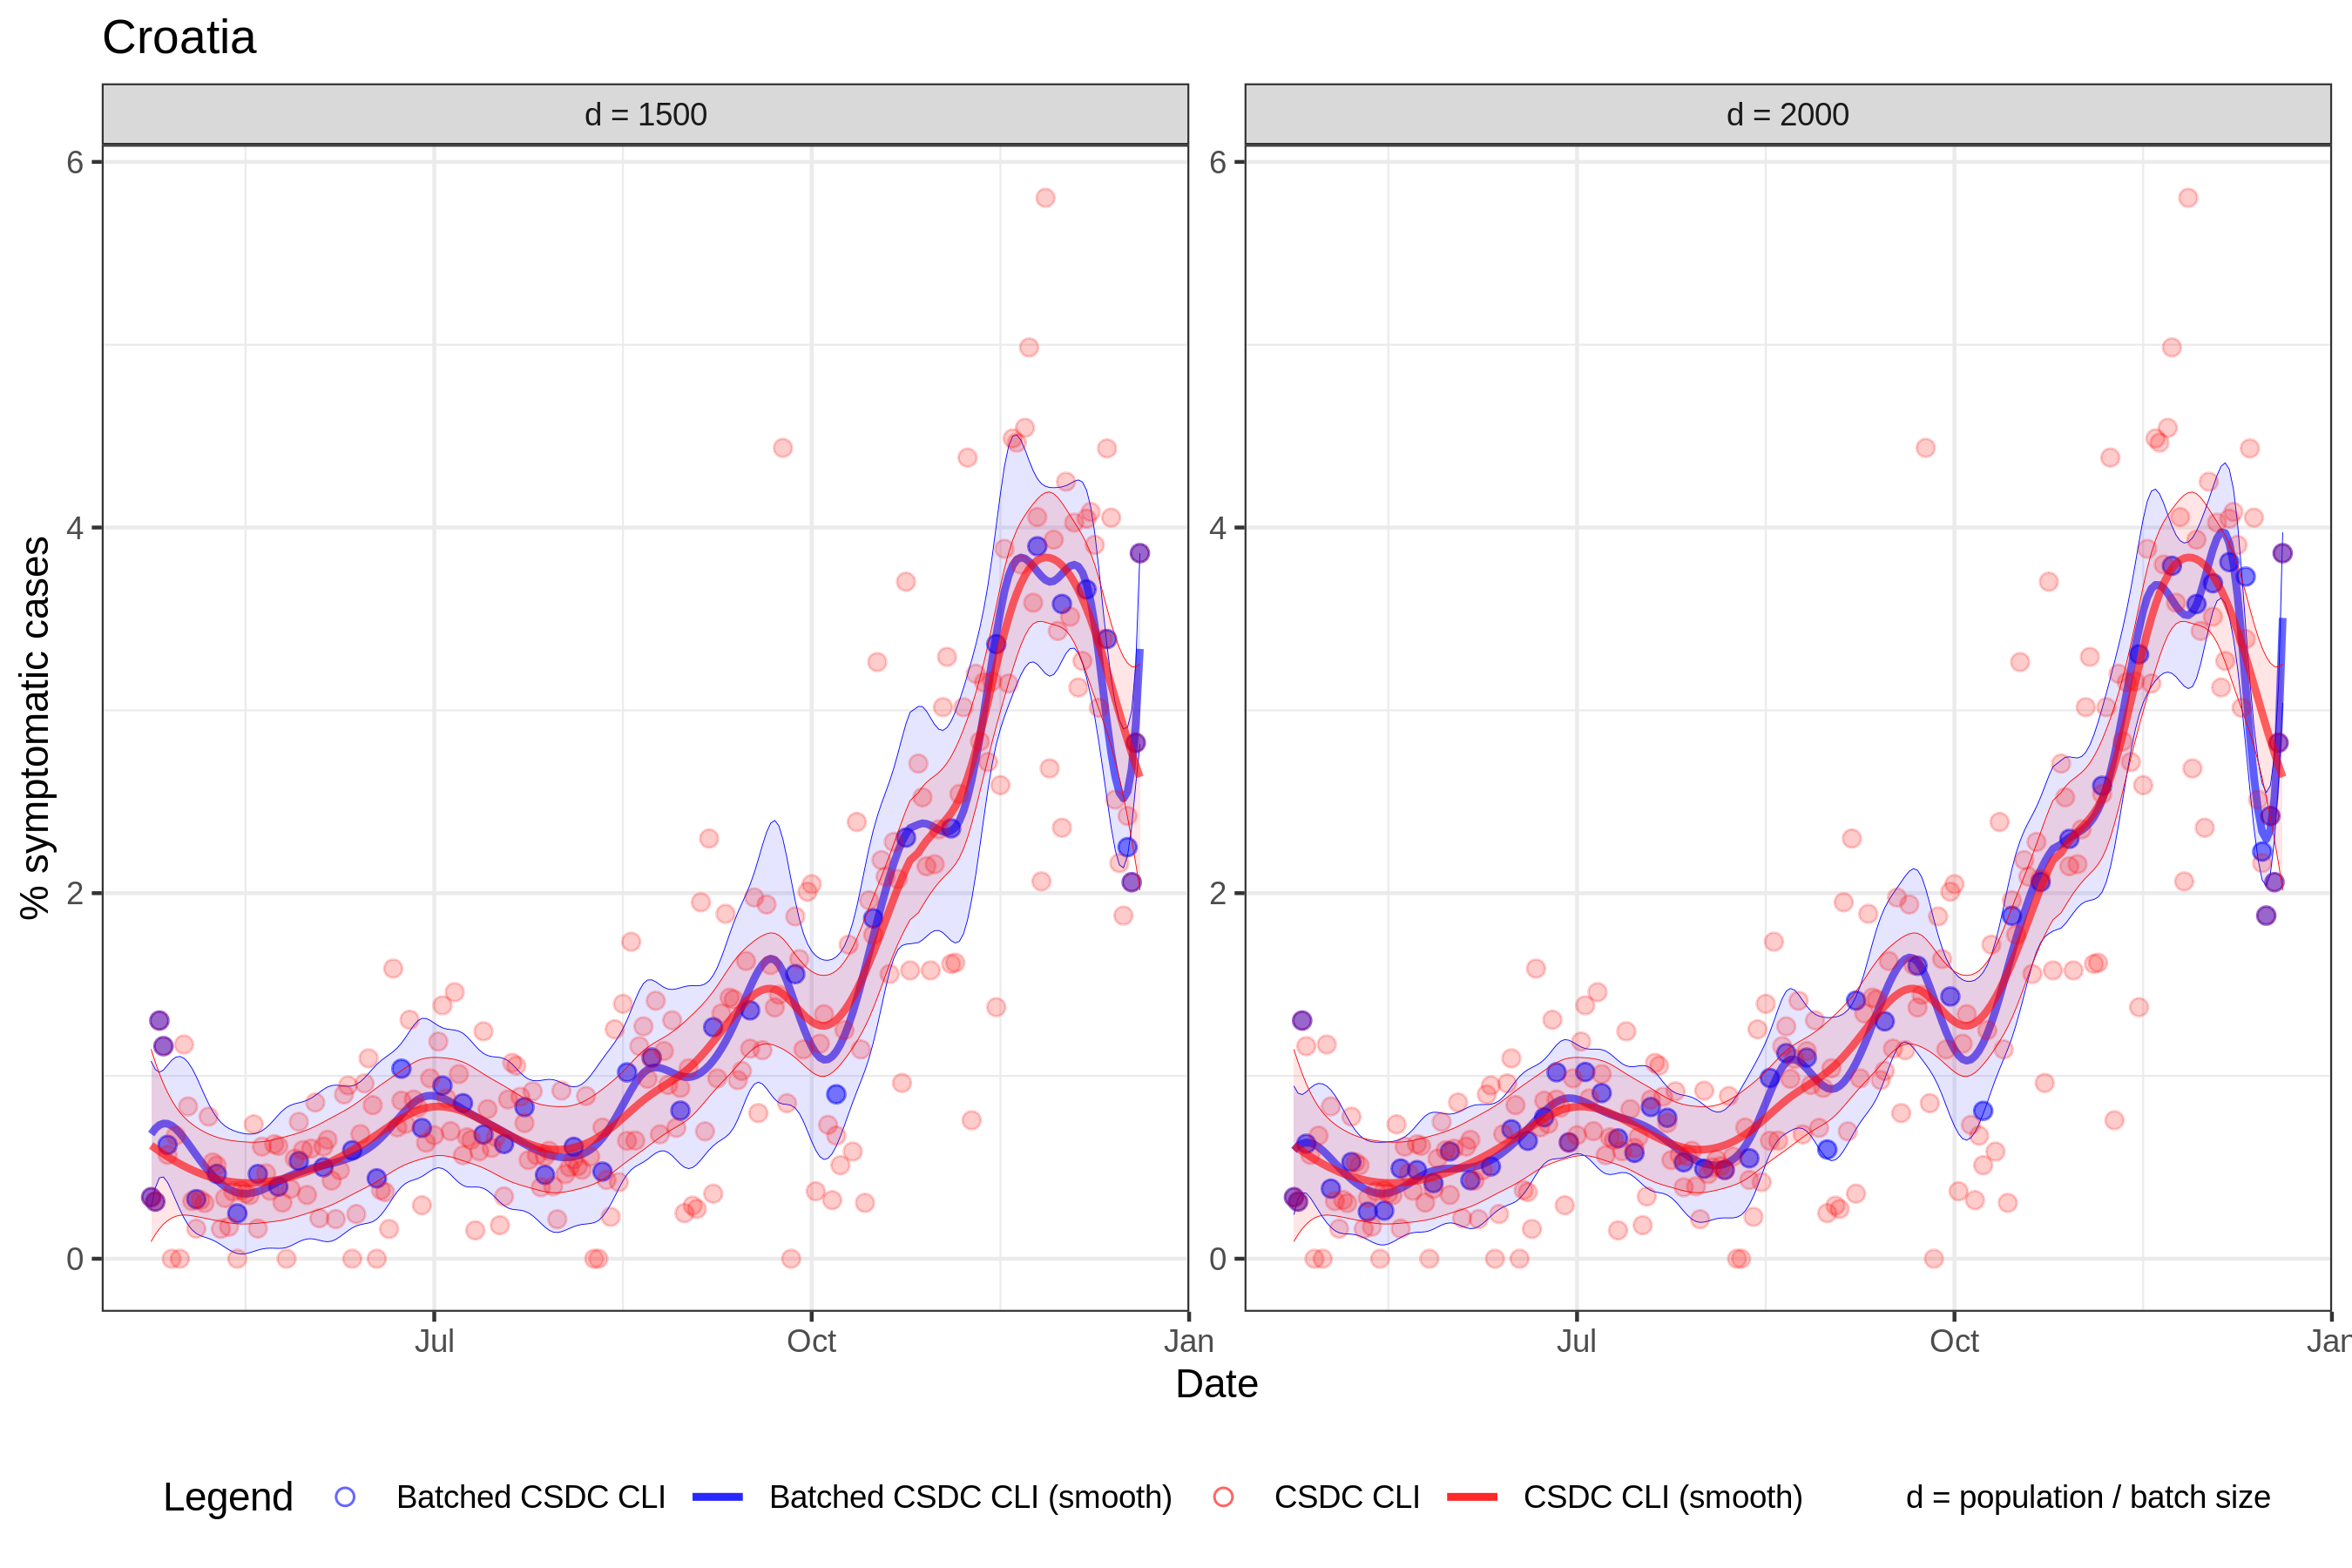 Croatia
d = 1500
d = 2000
% symptomatic cases
6
4
2
0
6
4
2
0
Jul
Oct
Jan
Jul
Oct
Jan
Date
Legend
Batched CSDC CLI
Batched CSDC CLI (smooth)
CSDC CLI
CSDC CLI (smooth)
d = population / batch size